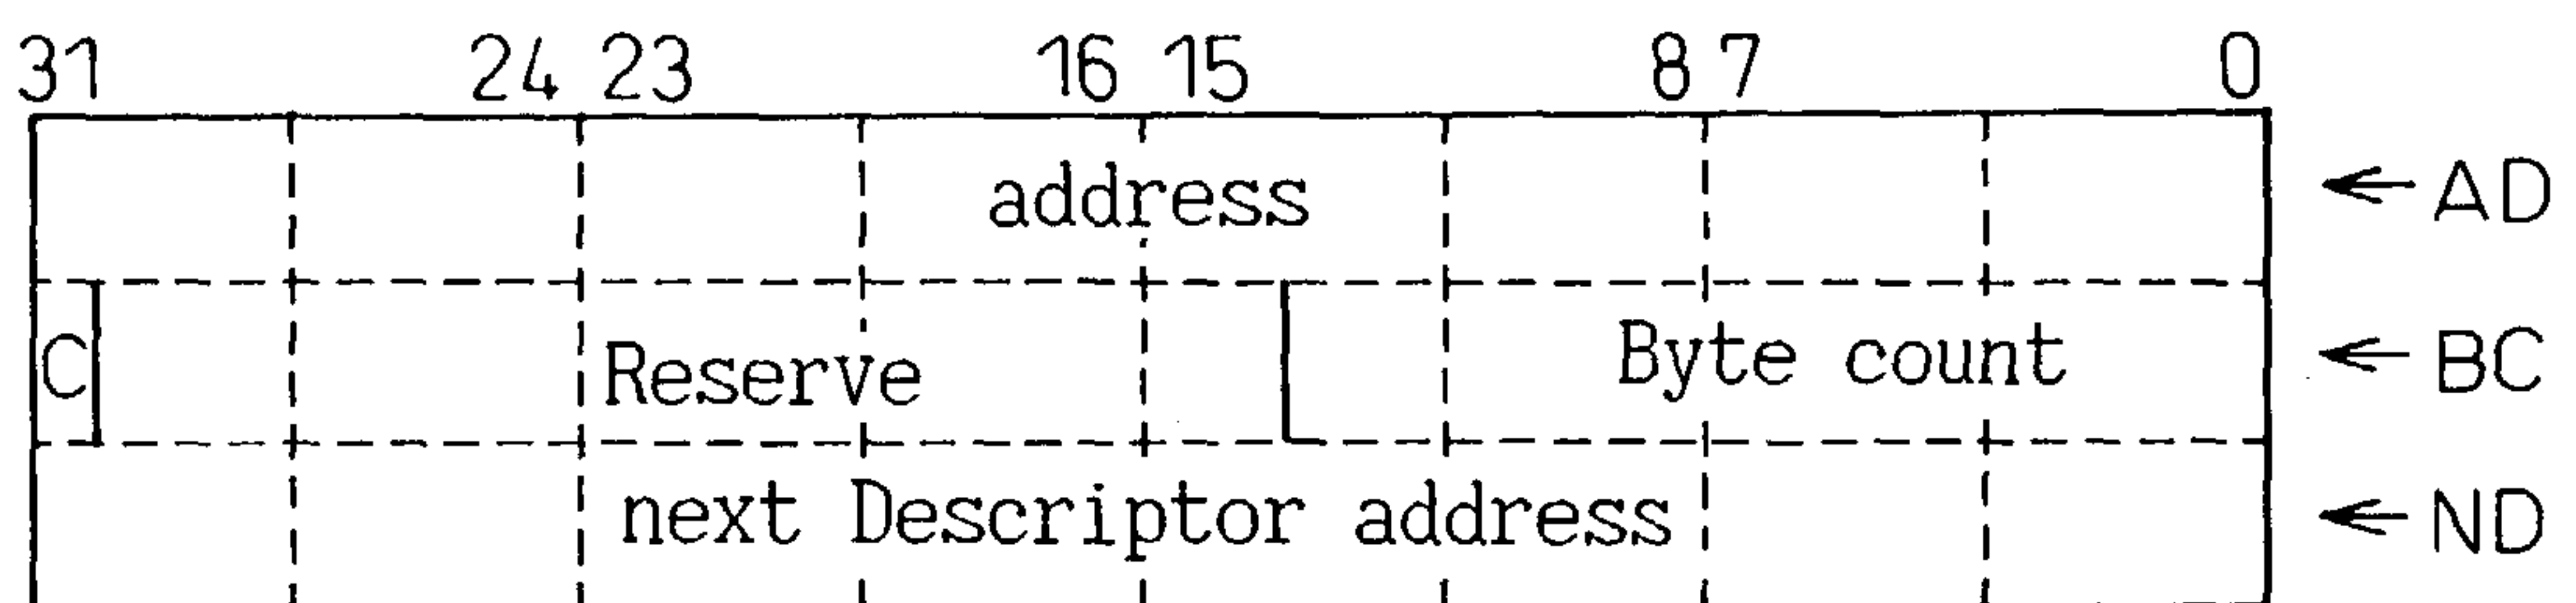 31 24 23 16 15 8 7 0
address ← AD
C Reserve Byte count ← BC
next Descriptor address ← ND